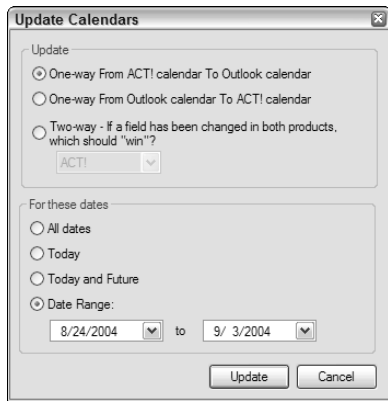 Update Calendars
Update
One-way From ACT! calendar To Outlook calendar
One-way From Outlook calendar To ACT! calendar
Two-way - If a field has been changed in both products,
which should "win"?
ACT!
For these dates
All dates
Today
Today and Future
Date Range:
8/24/2004 to 9/ 3/2004
Update Cancel